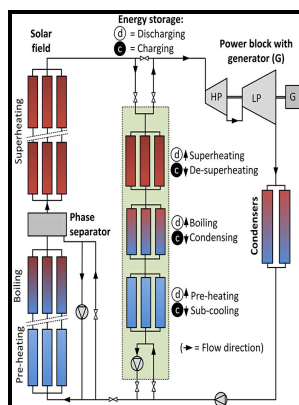 Solar
field
Energy storage:
d = Discharging
c = Charging
Power block with
generator (G)
HP
LP
G
Superheating
d Superheating
c De-superheating
Phase
separator
d Boiling
c Condensing
Condensers
Boiling
Pre-heating
d Pre-heating
c Sub-cooling
(→ = Flow direction)